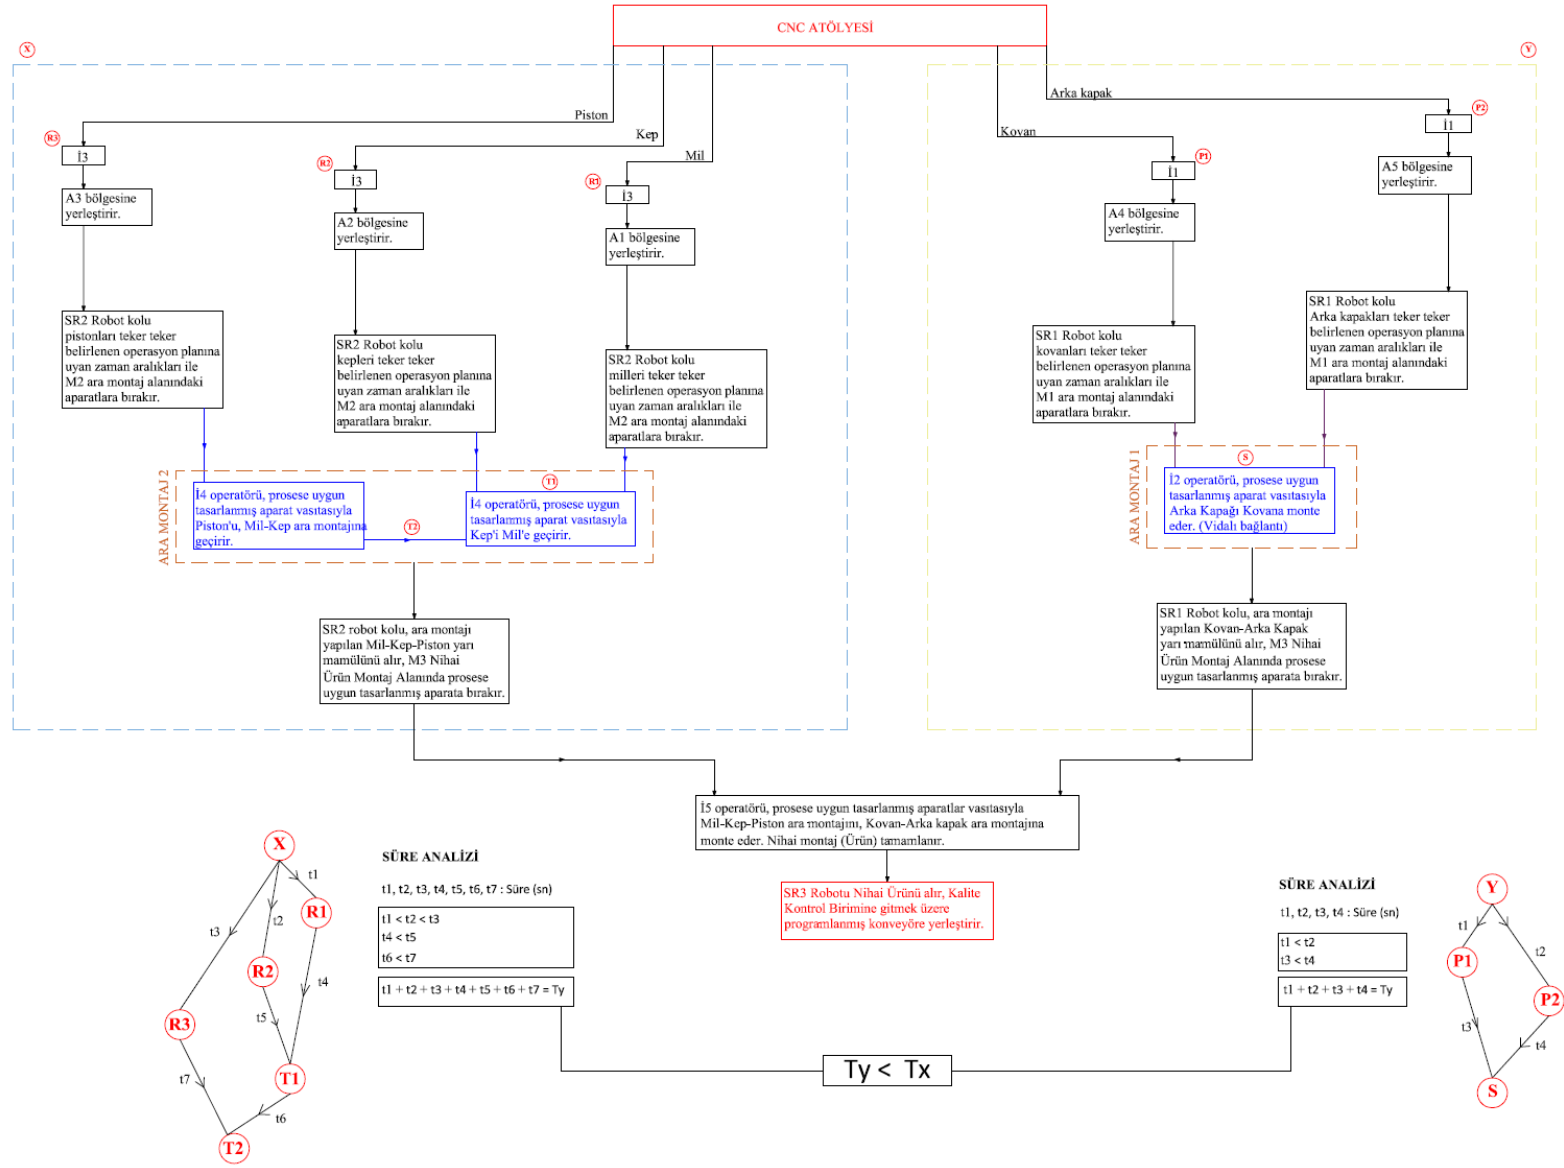 CNC ATÖLYESİ
X
Y
Piston
Kep
Mil
Kovan
Arka kapak
R3
İ3
A3 bölgesine
yerleştirir.
SR2 Robot kolu
pistonları teker teker
belirlenen operasyon planına
uyan zaman aralıkları ile
M2 ara montaj alanındaki
aparatlara bırakır.
R2
İ3
A2 bölgesine
yerleştirir.
SR2 Robot kolu
kepleri teker teker
belirlenen operasyon planına
uyan zaman aralıkları ile
M2 ara montaj alanındaki
aparatlara bırakır.
R1
İ3
A1 bölgesine
yerleştirir.
SR2 Robot kolu
milleri teker teker
belirlenen operasyon planına
uyan zaman aralıkları ile
M2 ara montaj alanındaki
aparatlara bırakır.
P1
İ1
A4 bölgesine
yerleştirir.
SR1 Robot kolu
kovanları teker teker
belirlenen operasyon planına
uyan zaman aralıkları ile
M1 ara montaj alanındaki
aparatlara bırakır.
P2
İ1
A5 bölgesine
yerleştirir.
SR1 Robot kolu
Arka kapakları teker teker
belirlenen operasyon planına
uyan zaman aralıkları ile
M1 ara montaj alanındaki
aparatlara bırakır.
ARA MONTAJ 2
İ4 operatörü, prosese uygun
tasarlanmış aparat vasıtasıyla
Piston'u, Mil-Kep ara montajına
geçirir.
T2
T1
İ4 operatörü, prosese uygun
tasarlanmış aparat vasıtasıyla
Kep'i Mil'e geçirir.
ARA MONTAJ 1
S
İ2 operatörü, prosese uygun
tasarlanmış aparat vasıtasıyla
Arka Kapağı Kovana monte
eder. (Vidalı bağlantı)
SR2 robot kolu, ara montajı
yapılan Mil-Kep-Piston yarı
mamülünü alır, M3 Nihai
Ürün Montaj Alanında prosese
uygun tasarlanmış aparata bırakır.
SR1 Robot kolu, ara montajı
yapılan Kovan-Arka Kapak
yarı mamülünü alır, M3 Nihai
Ürün Montaj Alanında prosese
uygun tasarlanmış aparata bırakır.
İ5 operatörü, prosese uygun tasarlanmış aparatlar vasıtasıyla
Mil-Kep-Piston ara montajını, Kovan-Arka kapak ara montajına
monte eder. Nihai montaj (Ürün) tamamlanır.
SR3 Robotu Nihai Ürünü alır, Kalite
Kontrol Birimine gitmek üzere
programlanmış konveyöre yerleştirir.
X
t1
t2
t3
R1
R2
t4
R3
t5
t7
T1
t6
T2
SÜRE ANALİZİ
t1, t2, t3, t4, t5, t6, t7 : Süre (sn)
t1 < t2 < t3
t4 < t5
t6 < t7
t1 + t2 + t3 + t4 + t5 + t6 + t7 = Ty
Ty < Tx
SÜRE ANALİZİ
t1, t2, t3, t4 : Süre (sn)
t1 < t2
t3 < t4
t1 + t2 + t3 + t4 = Ty
Y
t1
t2
P1
P2
t3
t4
S